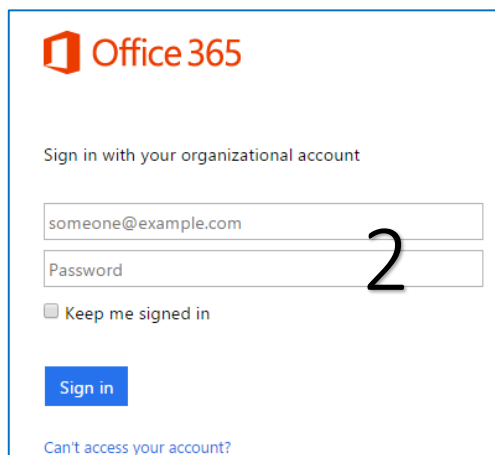 Office 365
Sign in with your organizational account
someone@example.com
2
Password
Keep me signed in
Sign in
Can't access your account?